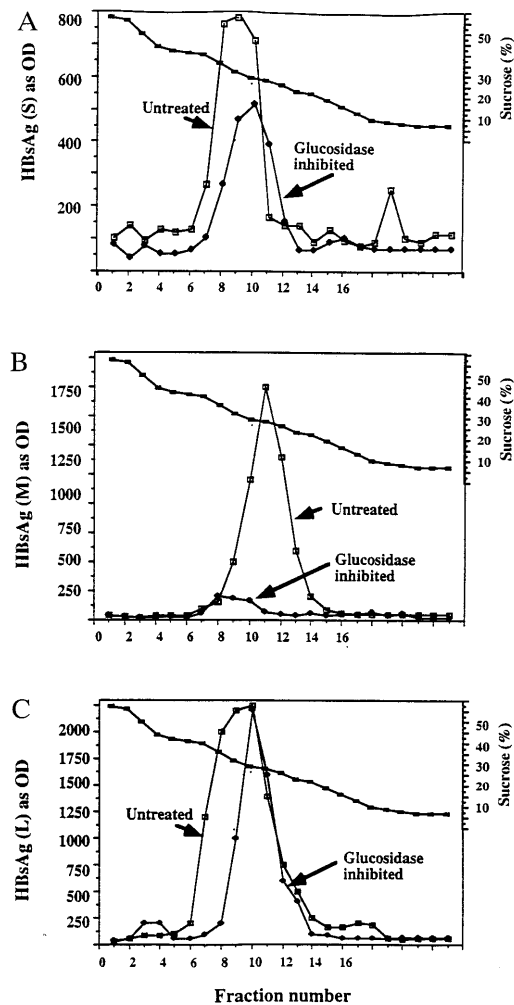 A
HBsAg (S) as OD
800
600
400
200
Untreated
Glucosidase
inhibited
50
30
20
10
Sucrose (%)
0 2 4 6 8 10 12 14 16
B
HBsAg (M) as OD
1750
1500
1250
1000
750
500
250
Untreated
Glucosidase
inhibited
50
40
30
20
10
Sucrose (%)
0 2 4 6 8 10 12 14 16
C
HBsAg (L) as OD
2000
1750
1500
1250
1000
750
500
250
Untreated
Glucosidase
inhibited
50
40
30
20
10
Sucrose (%)
0 2 4 6 8 10 12 14 16
Fraction number